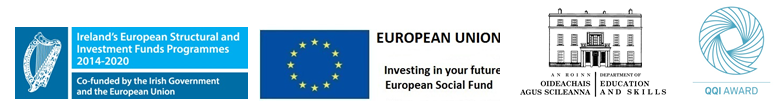 Ireland's European Structural and
Investment Funds Programmes
2014-2020
Co-funded by the Irish Government
and the European Union
EUROPEAN UNION
Investing in your future
European Social Fund
AN ROINN
OIDEACHAIS
AGUS SCILEANNA
DEPARTMENT OF
EDUCATION
AND SKILLS
QQI AWARD